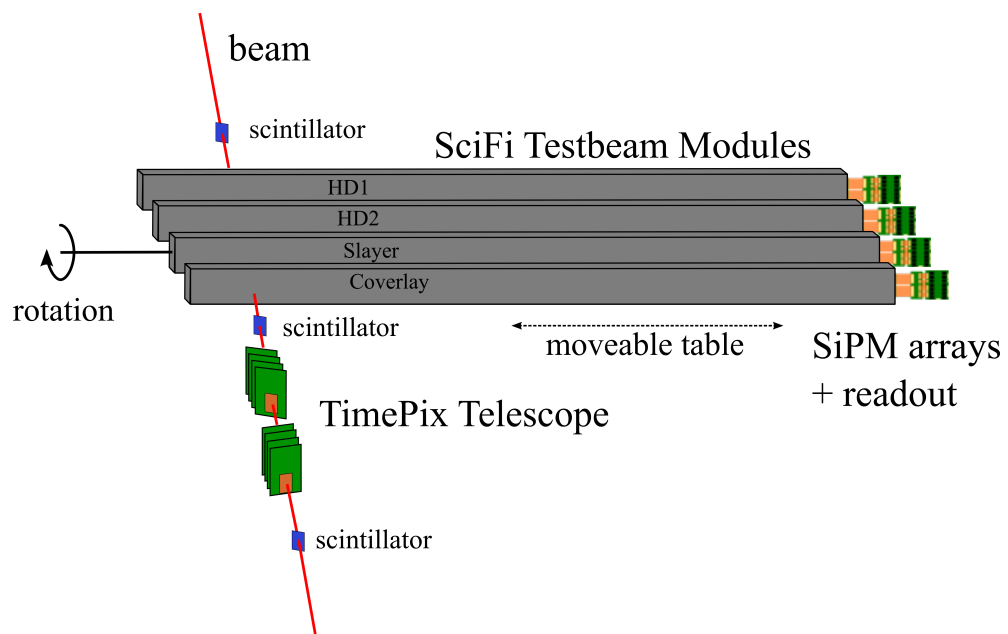 beam
scintillator
SciFi Testbeam Modules
HD1
HD2
Slayer
Coverlay
rotation
scintillator
moveable table
SiPM arrays
+ readout
TimePix Telescope
scintillator